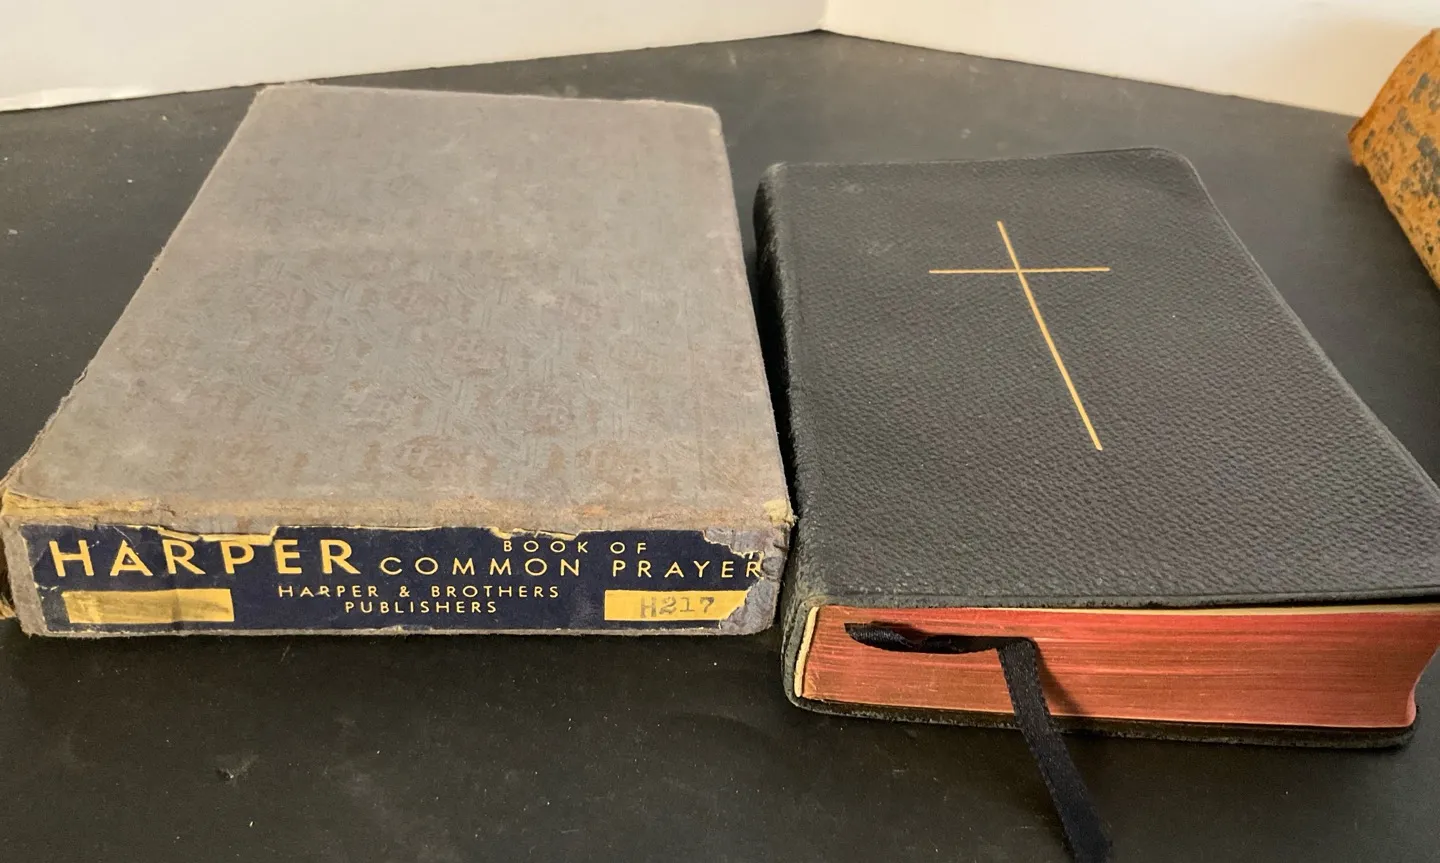 HARPER
BOOK OF
COMMON PRAYER
HARPER & BROTHERS
PUBLISHERS
H217